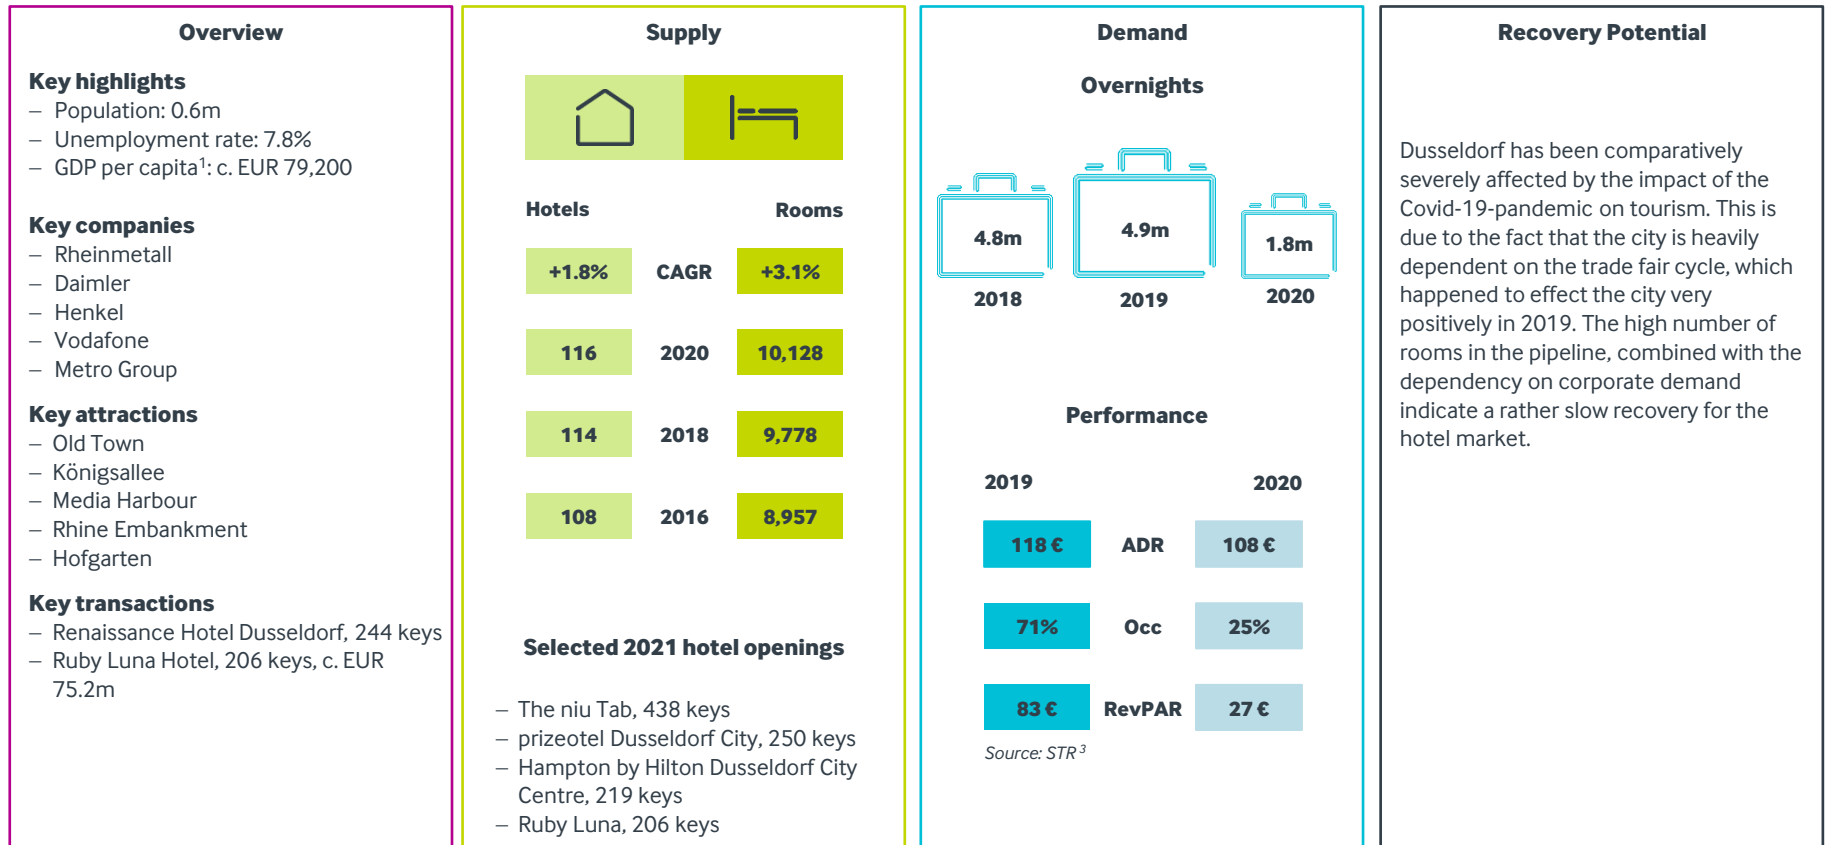 Overview
Key highlights
– Population: 0.6m
– Unemployment rate: 7.8%
– GDP per capita¹: c. EUR 79,200
Key companies
– Rheinmetall
– Daimler
– Henkel
– Vodafone
– Metro Group
Key attractions
– Old Town
– Königsallee
– Media Harbour
– Rhine Embankment
– Hofgarten
Key transactions
– Renaissance Hotel Dusseldorf, 244 keys
– Ruby Luna Hotel, 206 keys, c. EUR
75.2m
Supply
Hotels Rooms
+1.8% CAGR +3.1%
116 2020 10,128
114 2018 9,778
108 2016 8,957
Selected 2021 hotel openings
– The niu Tab, 438 keys
– prizeotel Dusseldorf City, 250 keys
– Hampton by Hilton Dusseldorf City
Centre, 219 keys
– Ruby Luna, 206 keys
Demand
Overnights
4.8m 4.9m 1.8m
2018 2019 2020
Performance
2019 2020
118 € ADR 108 €
71% Occ 25%
83 € RevPAR 27 €
Source: STR ³
Recovery Potential
Dusseldorf has been comparatively
severely affected by the impact of the
Covid-19-pandemic on tourism. This is
due to the fact that the city is heavily
dependent on the trade fair cycle, which
happened to effect the city very
positively in 2019. The high number of
rooms in the pipeline, combined with the
dependency on corporate demand
indicate a rather slow recovery for the
hotel market.